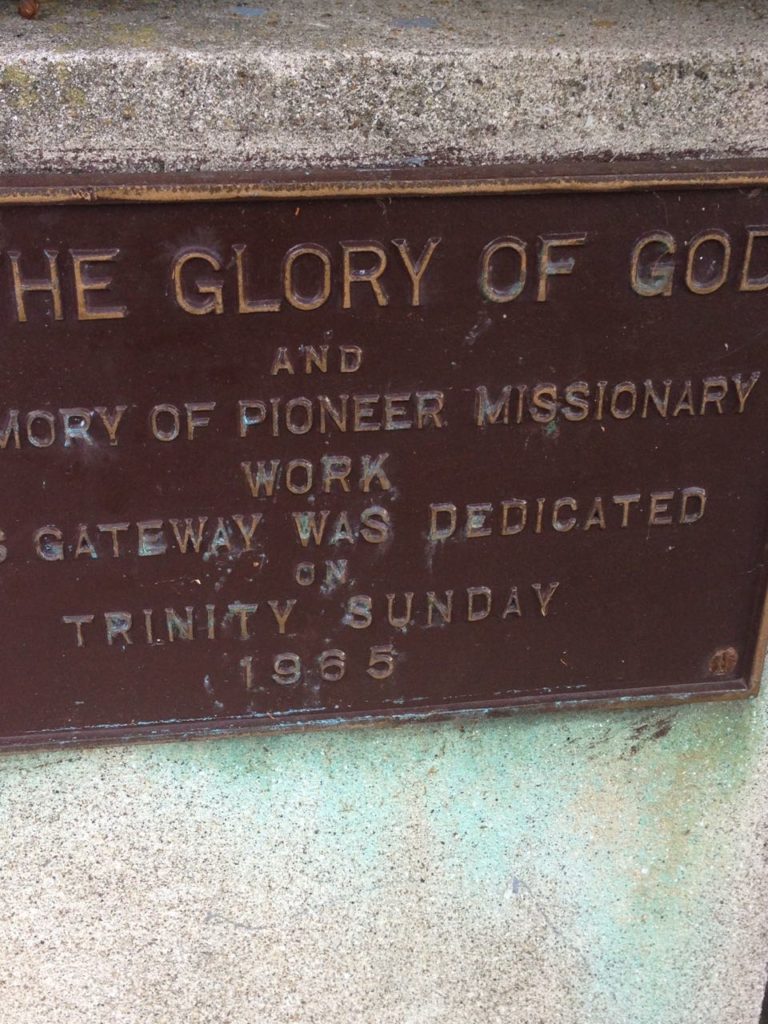 HE GLORY OF GOD
AND
MORY OF PIONEER MISSIONARY
WORK
S GATEWAY WAS DEDICATED
ON
TRINITY SUNDAY
1965